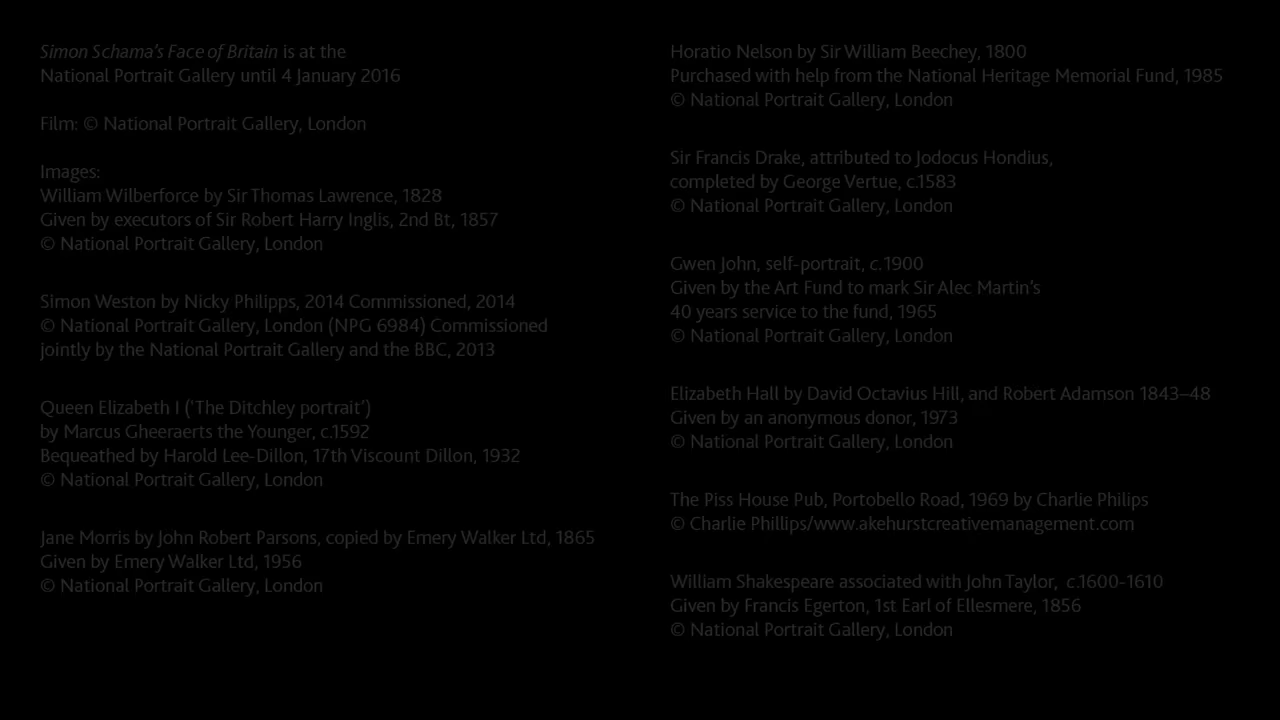 Simon Schama's Face of Britain is at the
National Portrait Gallery until 4 January 2016
Film: © National Portrait Gallery, London
Images:
William Wilberforce by Sir Thomas Lawrence, 1828
Given by executors of Sir Robert Harry Inglis, 2nd Bt, 1857
© National Portrait Gallery, London
Simon Weston by Nicky Philipps, 2014 Commissioned, 2014
© National Portrait Gallery, London (NPG 6984) Commissioned
jointly by the National Portrait Gallery and the BBC, 2013
Queen Elizabeth I ('The Ditchley portrait')
by Marcus Gheeraerts the Younger, c.1592
Bequeathed by Harold Lee-Dillon, 17th Viscount Dillon, 1932
© National Portrait Gallery, London
Jane Morris by John Robert Parsons, copied by Emery Walker Ltd, 1865
Given by Emery Walker Ltd, 1956
© National Portrait Gallery, London
Horatio Nelson by Sir William Beechey, 1800
Purchased with help from the National Heritage Memorial Fund, 1985
© National Portrait Gallery, London
Sir Francis Drake, attributed to Jodocus Hondius,
completed by George Vertue, c.1583
© National Portrait Gallery, London
Gwen John, self-portrait, c.1900
Given by the Art Fund to mark Sir Alec Martin's
40 years service to the fund, 1965
© National Portrait Gallery, London
Elizabeth Hall by David Octavius Hill, and Robert Adamson 1843–48
Given by an anonymous donor, 1973
© National Portrait Gallery, London
The Piss House Pub, Portobello Road, 1969 by Charlie Philips
© Charlie Phillips/www.akehurstcreativemanagement.com
William Shakespeare associated with John Taylor, c.1600-1610
Given by Francis Egerton, 1st Earl of Ellesmere, 1856
© National Portrait Gallery, London